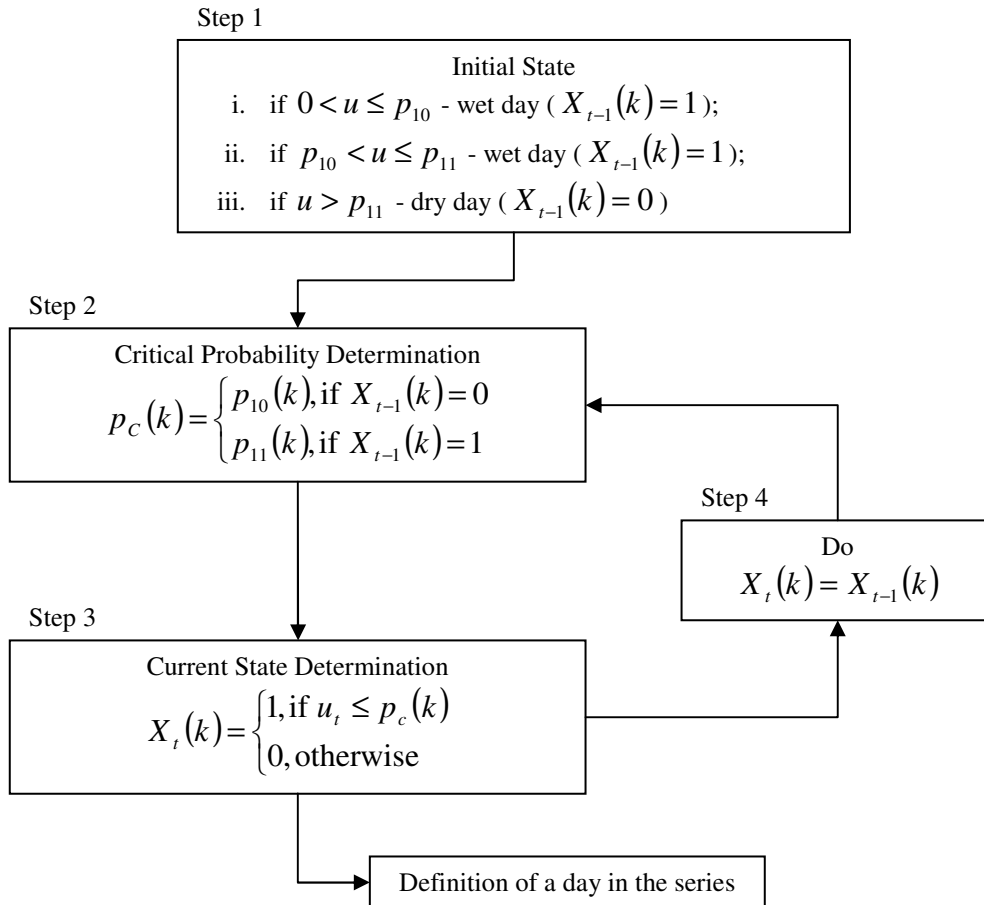 Step 1
Initial State
i. if 0 < u ≤ p₁₀ - wet day ( Xₜ₋₁(k) = 1);
ii. if p₁₀ < u ≤ p₁₁ - wet day ( Xₜ₋₁(k) = 1);
iii. if u > p₁₁ - dry day ( Xₜ₋₁(k) = 0 )
Step 2
Critical Probability Determination
p_C(k) = { p₁₀(k), if Xₜ₋₁(k) = 0
p₁₁(k), if Xₜ₋₁(k) = 1
Step 4
Do
Xₜ(k) = Xₜ₋₁(k)
Step 3
Current State Determination
Xₜ(k) = { 1, if uₜ ≤ p_c(k)
0, otherwise
Definition of a day in the series